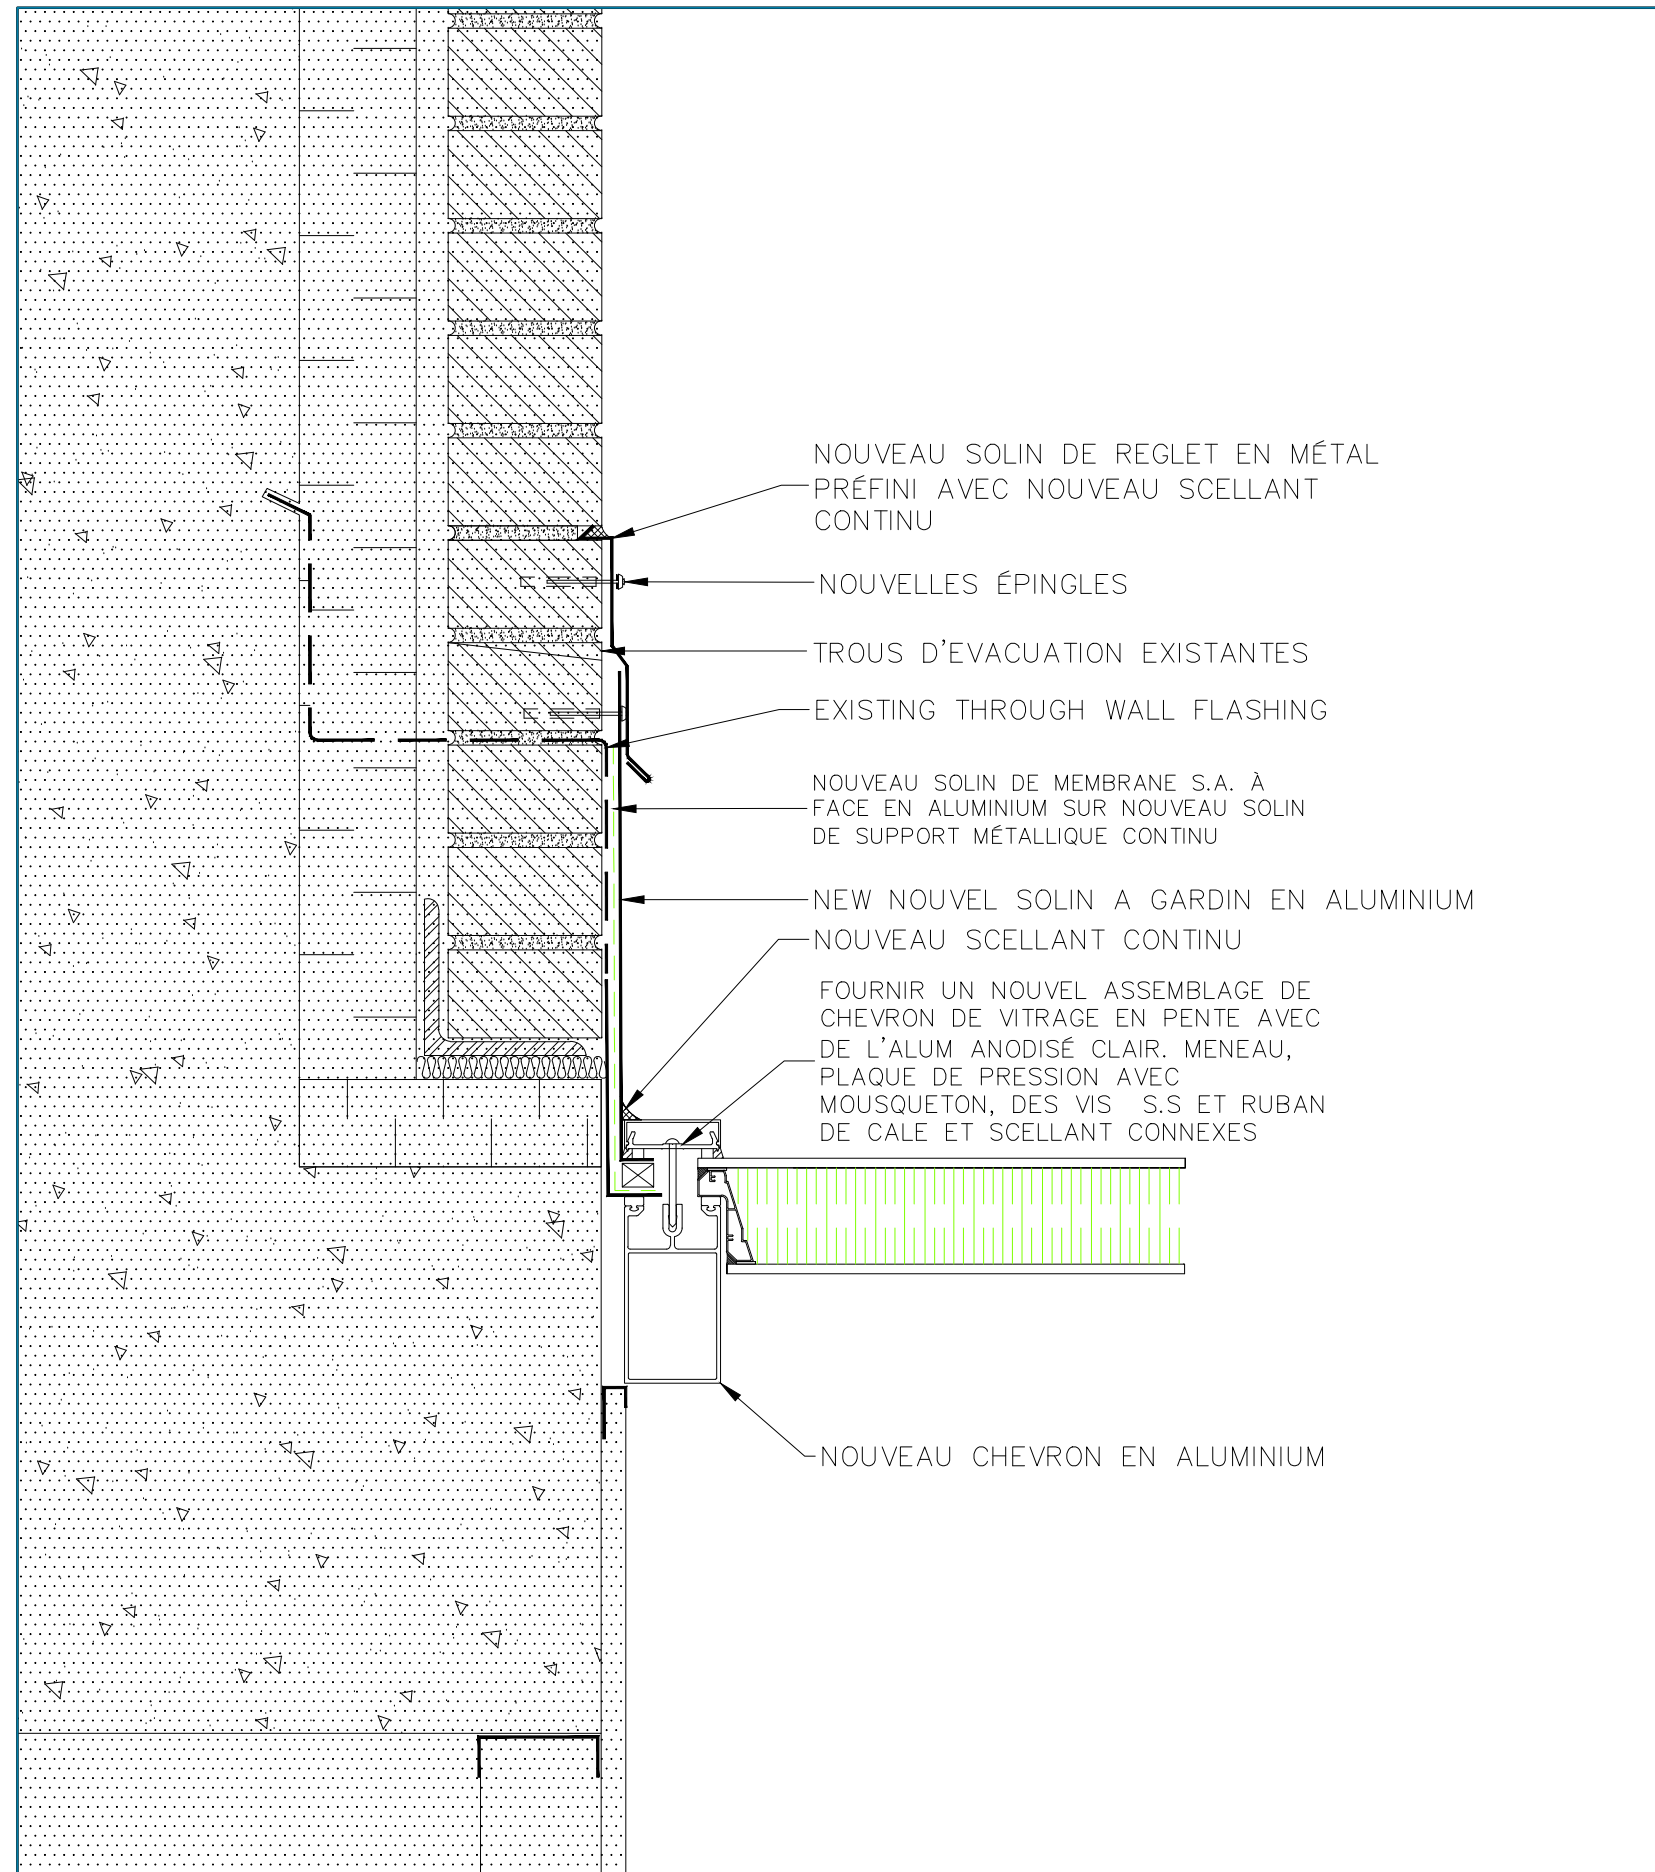 NOUVEAU SOLIN DE REGLET EN MÉTAL
PRÉFINI AVEC NOUVEAU SCELLANT
CONTINU
NOUVELLES ÉPINGLES
TROUS D'EVACUATION EXISTANTES
EXISTING THROUGH WALL FLASHING
NOUVEAU SOLIN DE MEMBRANE S.A. À
FACE EN ALUMINIUM SUR NOUVEAU SOLIN
DE SUPPORT MÉTALLIQUE CONTINU
NEW NOUVEL SOLIN A GARDIN EN ALUMINIUM
NOUVEAU SCELLANT CONTINU
FOURNIR UN NOUVEL ASSEMBLAGE DE
CHEVRON DE VITRAGE EN PENTE AVEC
DE L'ALUM ANODISÉ CLAIR. MENEAU,
PLAQUE DE PRESSION AVEC
MOUSQUETON, DES VIS S.S ET RUBAN
DE CALE ET SCELLANT CONNEXES
NOUVEAU CHEVRON EN ALUMINIUM